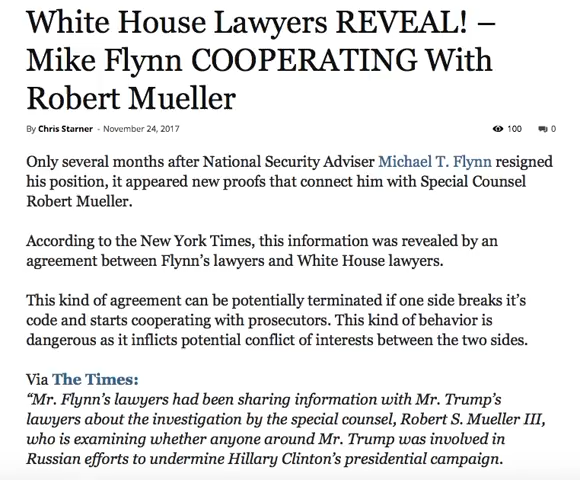 White House Lawyers REVEAL! –
Mike Flynn COOPERATING With
Robert Mueller
By Chris Starner - November 24, 2017 100 0
Only several months after National Security Adviser Michael T. Flynn resigned
his position, it appeared new proofs that connect him with Special Counsel
Robert Mueller.
According to the New York Times, this information was revealed by an
agreement between Flynn's lawyers and White House lawyers.
This kind of agreement can be potentially terminated if one side breaks it's
code and starts cooperating with prosecutors. This kind of behavior is
dangerous as it inflicts potential conflict of interests between the two sides.
Via The Times:
“Mr. Flynn's lawyers had been sharing information with Mr. Trump's
lawyers about the investigation by the special counsel, Robert S. Mueller III,
who is examining whether anyone around Mr. Trump was involved in
Russian efforts to undermine Hillary Clinton's presidential campaign.